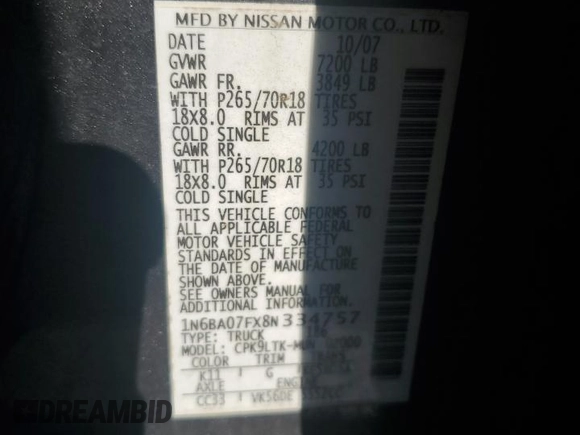 MFD BY NISSAN MOTOR CO., LTD.
DATE 10/07
GVWR 7200 LB
GAWR FR. 3849 LB
WITH P265/70R18 TIRES
18X8.0 RIMS AT 35 PSI
COLD SINGLE
GAWR RR. 4200 LB
WITH P265/70R18 TIRES
18X8.0 RIMS AT 35 PSI
COLD SINGLE
THIS VEHICLE CONFORMS TO
ALL APPLICABLE FEDERAL
MOTOR VEHICLE SAFETY
STANDARDS IN EFFECT ON
THE DATE OF MANUFACTURE
SHOWN ABOVE.
SEE OWNERS MANUAL FOR
ADDITIONAL INFORMATION.
1N6BA07FX8N334757
TYPE: TRUCK
MODEL: CPK9LTK-MUN
COLOR TRIM
K11 G
AXLE ENGINE
CC33 VK56DE 5552CC
DREAMBID